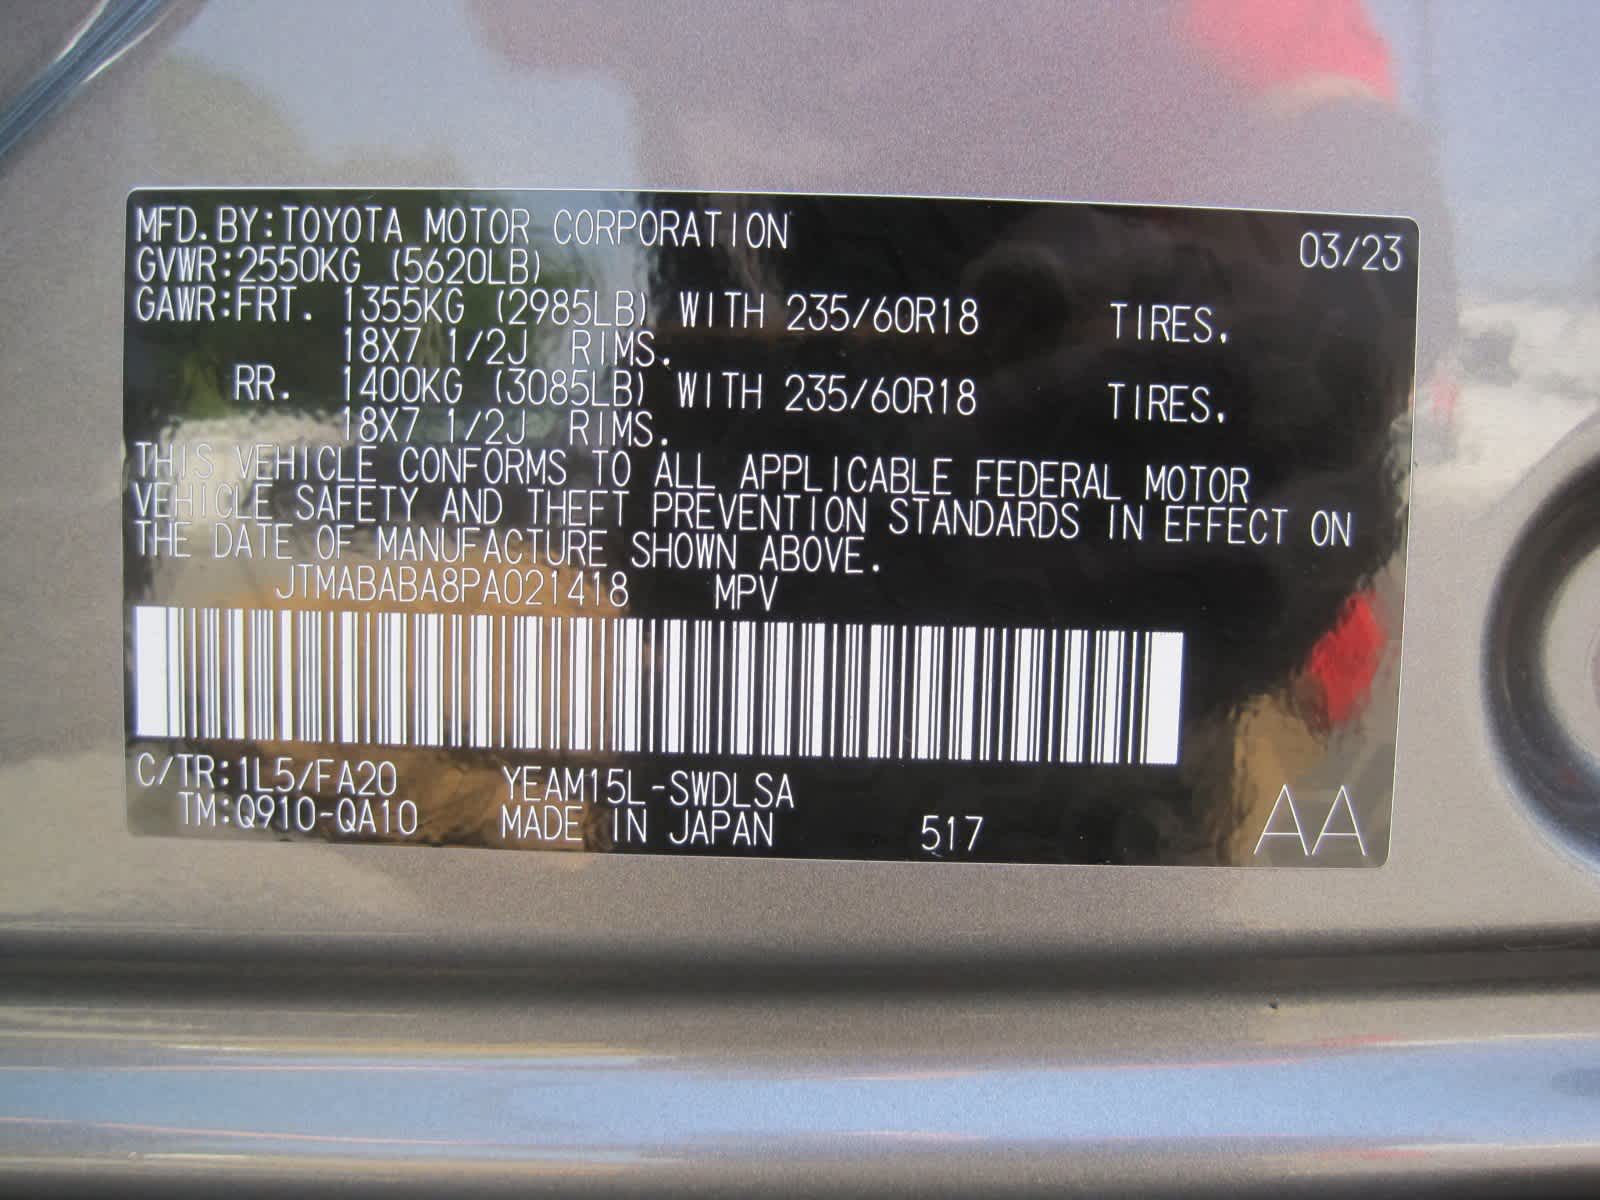 MFD.BY:TOYOTA MOTOR CORPORATION 03/23
GVWR:2550KG (5620LB)
GAWR:FRT. 1355KG (2985LB) WITH 235/60R18 TIRES,
18X7 1/2J RIMS.
RR. 1400KG (3085LB) WITH 235/60R18 TIRES,
18X7 1/2J RIMS.
THIS VEHICLE CONFORMS TO ALL APPLICABLE FEDERAL MOTOR
VEHICLE SAFETY AND THEFT PREVENTION STANDARDS IN EFFECT ON
THE DATE OF MANUFACTURE SHOWN ABOVE.
JTMABABA8PA021418 MPV
C/TR:1L5/FA20 YEAM15L-SWDLSA
TM:Q910-QA10 MADE IN JAPAN 517 AA